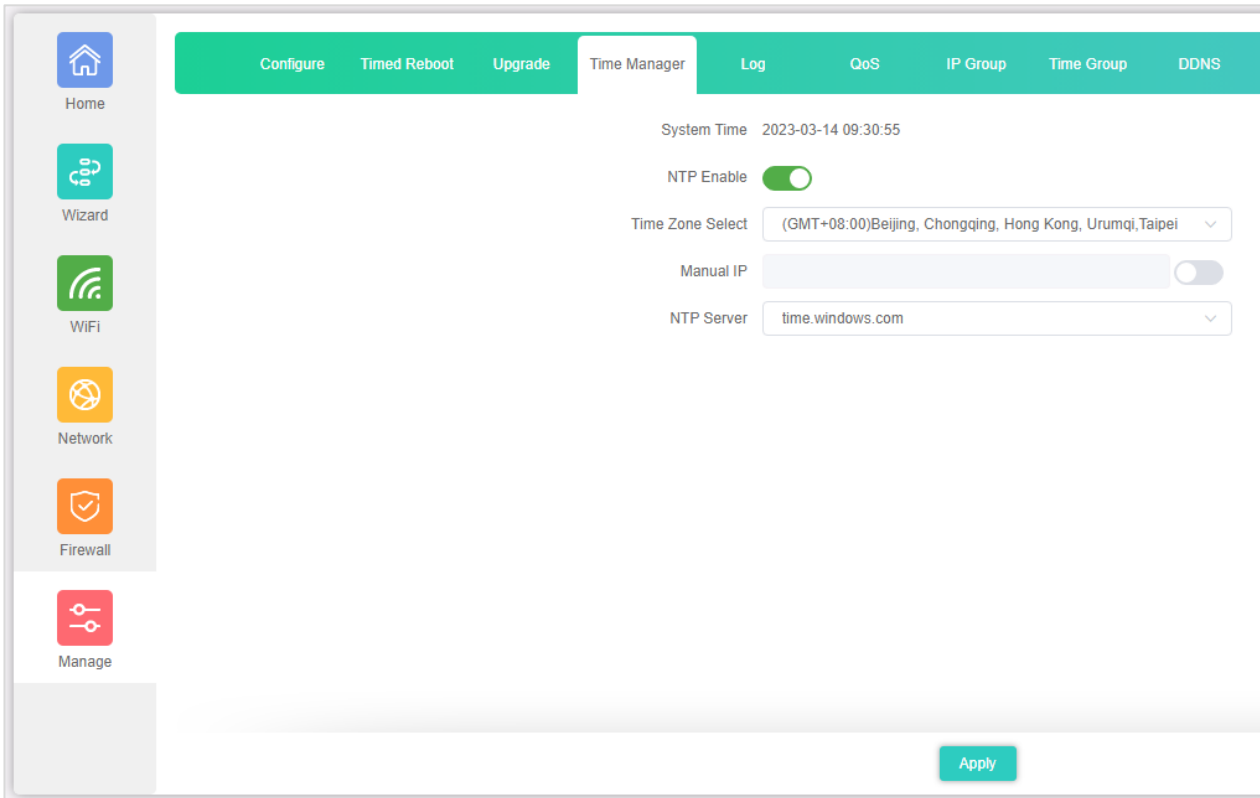 Home
Wizard
WiFi
Network
Firewall
Manage
Configure Timed Reboot Upgrade Time Manager Log QoS IP Group Time Group DDNS
System Time 2023-03-14 09:30:55
NTP Enable
Time Zone Select (GMT+08:00)Beijing, Chongqing, Hong Kong, Urumqi,Taipei
Manual IP
NTP Server time.windows.com
Apply